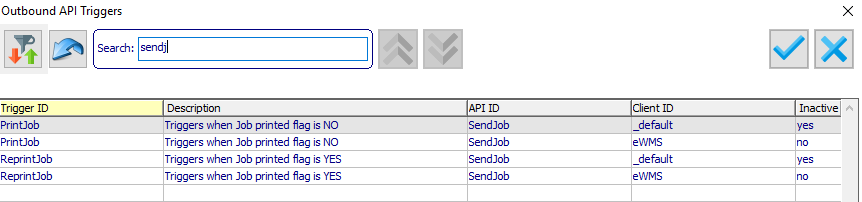 Outbound API Triggers
Search: sendj
Trigger ID Description API ID Client ID Inactive
PrintJob Triggers when Job printed flag is NO SendJob _default yes
PrintJob Triggers when Job printed flag is NO SendJob eWMS no
ReprintJob Triggers when Job printed flag is YES SendJob _default yes
ReprintJob Triggers when Job printed flag is YES SendJob eWMS no